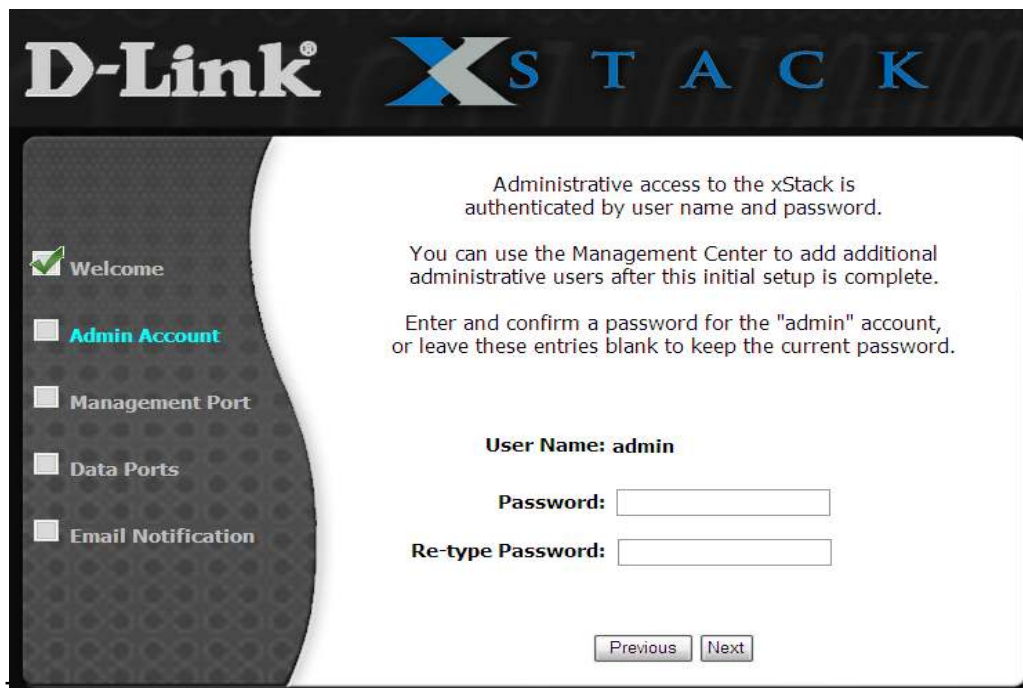 D-Link®
XSTACK
Welcome
Admin Account
Management Port
Data Ports
Email Notification
Administrative access to the xStack is
authenticated by user name and password.
You can use the Management Center to add additional
administrative users after this initial setup is complete.
Enter and confirm a password for the "admin" account,
or leave these entries blank to keep the current password.
User Name: admin
Password:
Re-type Password:
Previous Next